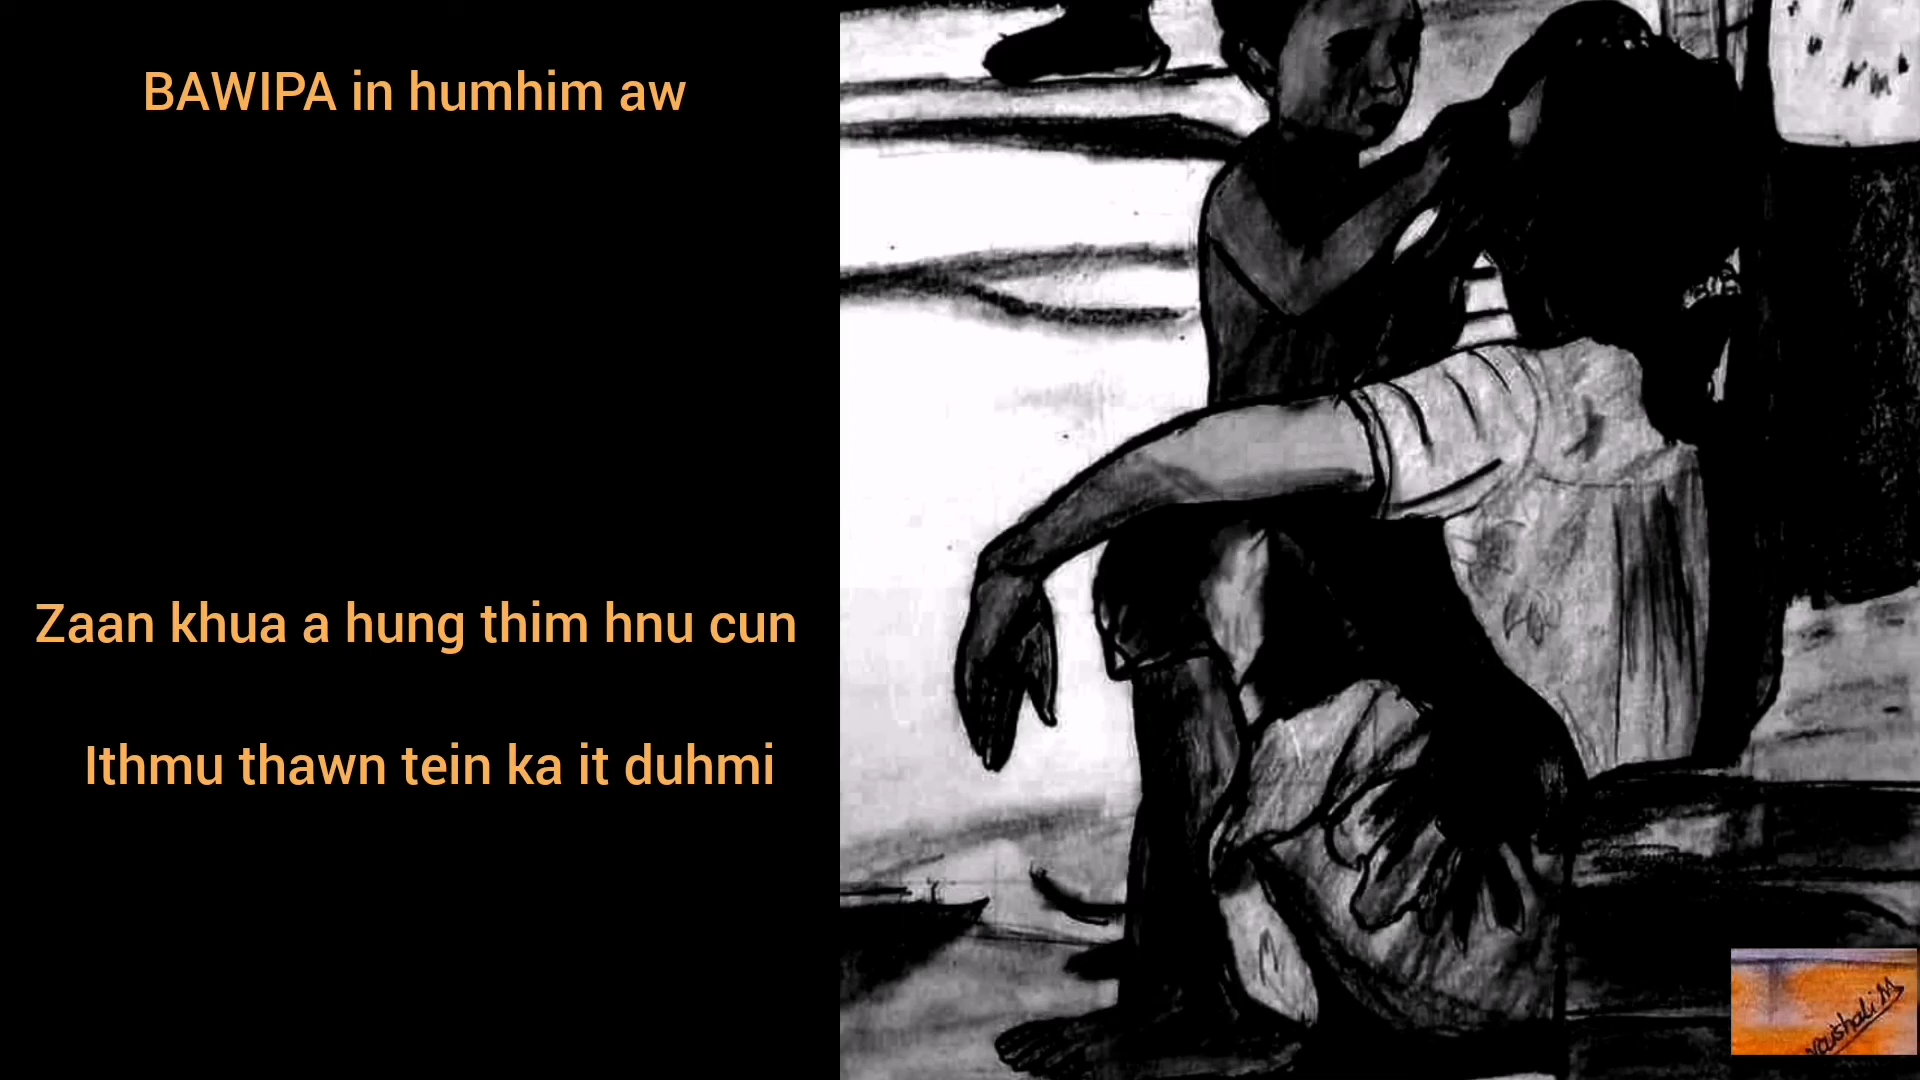 BAWIPA in humhim aw
Zaan khua a hung thim hnu cun
Ithmu thawn tein ka it duhmi